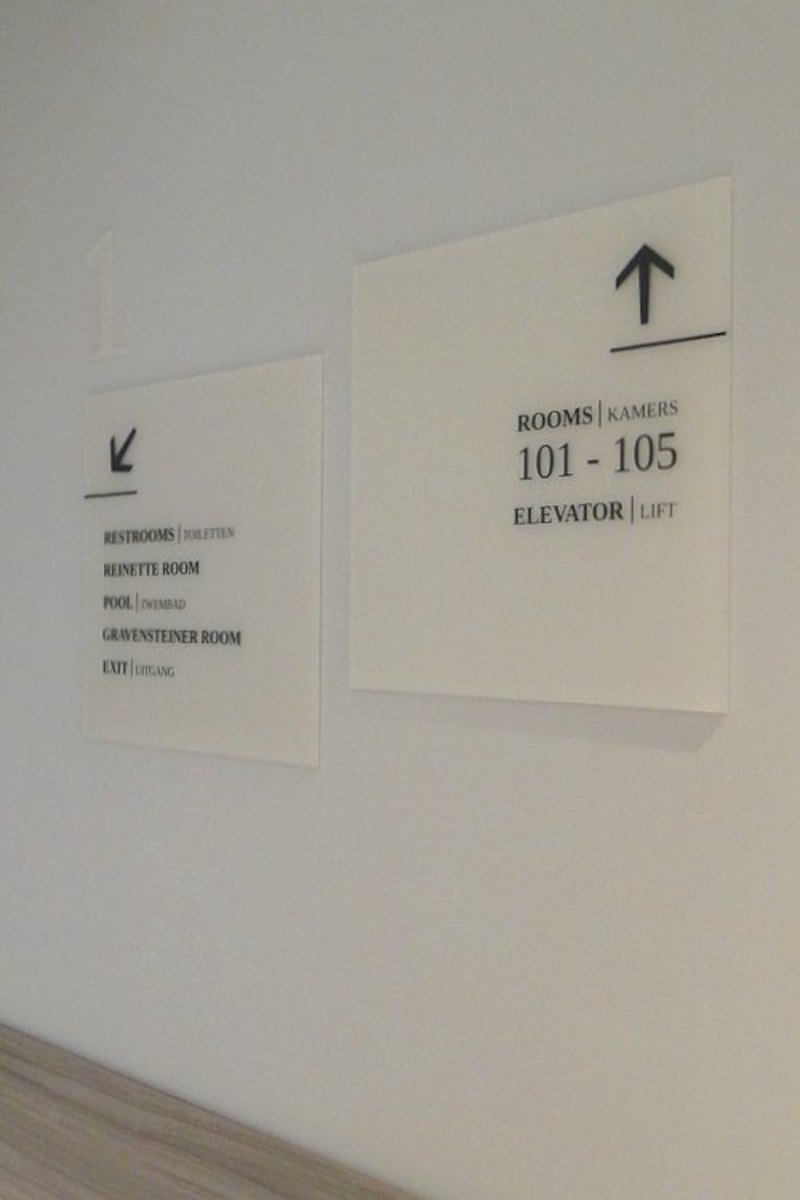 1
RESTROOMS | TOILETTEN
REINETTE ROOM
POOL | ZWEMBAD
GRAVENSTEINER ROOM
EXIT | UITGANG
ROOMS | KAMERS
101 - 105
ELEVATOR | LIFT